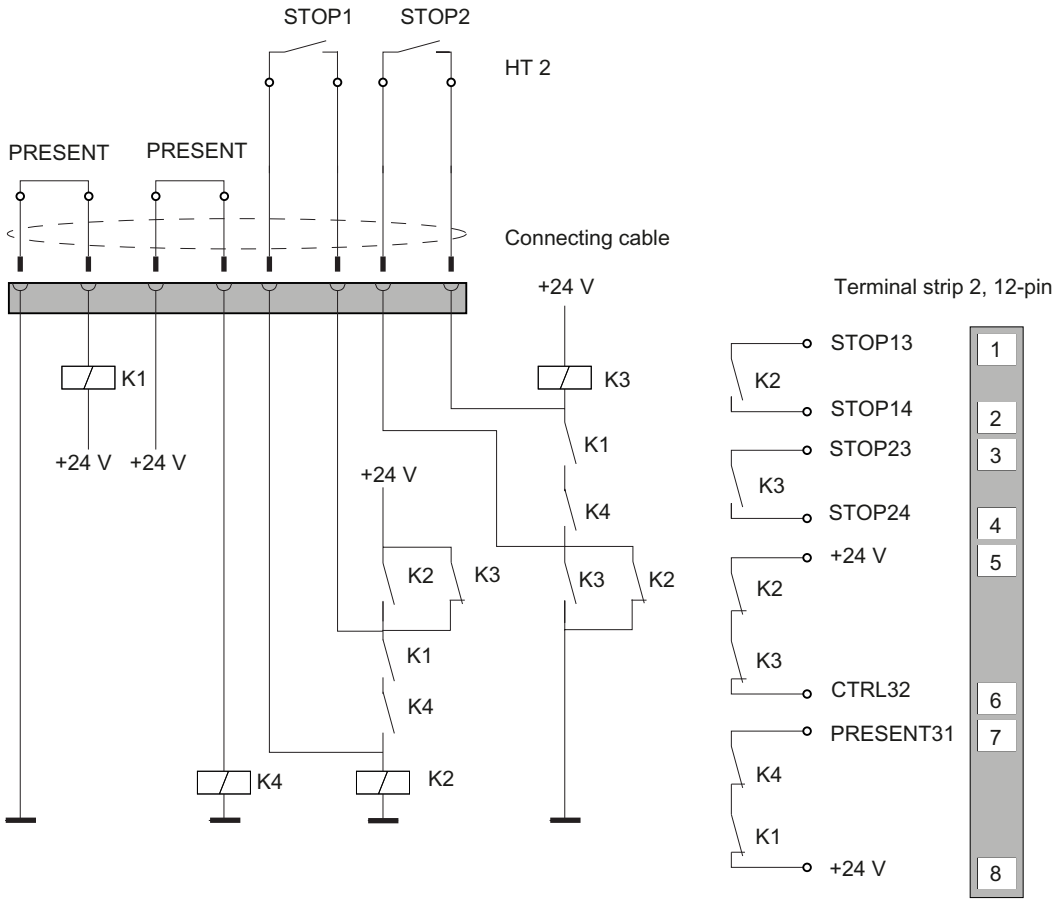 STOP1 STOP2
HT 2
PRESENT PRESENT
Connecting cable
+24 V
Terminal strip 2, 12-pin
STOP13 1
K1 K3 K2
STOP14 2
K1
STOP23 3
+24 V +24 V
+24 V
K3
K4
STOP24 4
+24 V 5
K2 K3 K3 K2
K2
K1
K3
CTRL32 6
K4
PRESENT31 7
K4 K2
K4
K1
+24 V 8